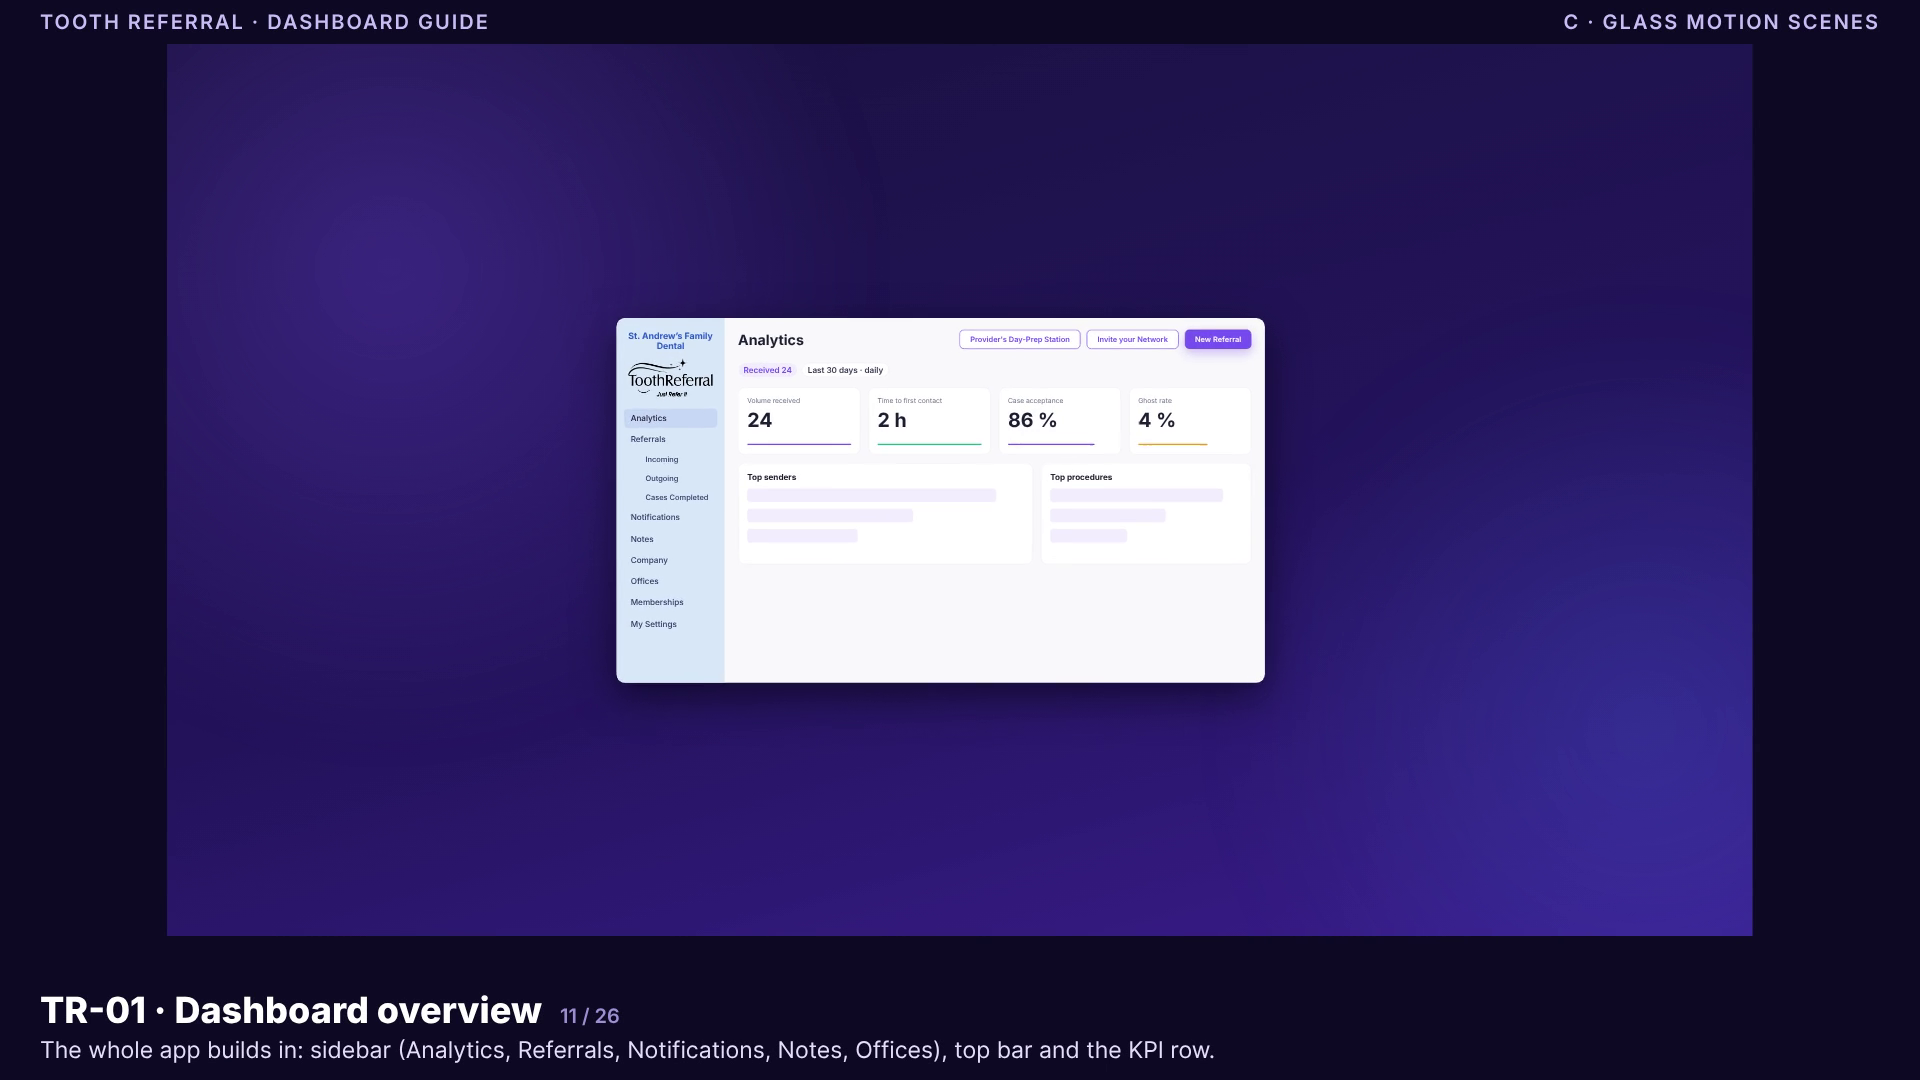 TOOTH REFERRAL · DASHBOARD GUIDE
C · GLASS MOTION SCENES
St. Andrew's Family
Dental
ToothReferral
Just Refer It
Analytics
Referrals
Incoming
Outgoing
Cases Completed
Notifications
Notes
Company
Offices
Memberships
My Settings
Analytics
Provider's Day-Prep Station
Invite your Network
New Referral
Received 24
Last 30 days · daily
Volume received
24
Time to first contact
2 h
Case acceptance
86 %
Ghost rate
4 %
Top senders
Top procedures
TR-01 · Dashboard overview 11 / 26
The whole app builds in: sidebar (Analytics, Referrals, Notifications, Notes, Offices), top bar and the KPI row.